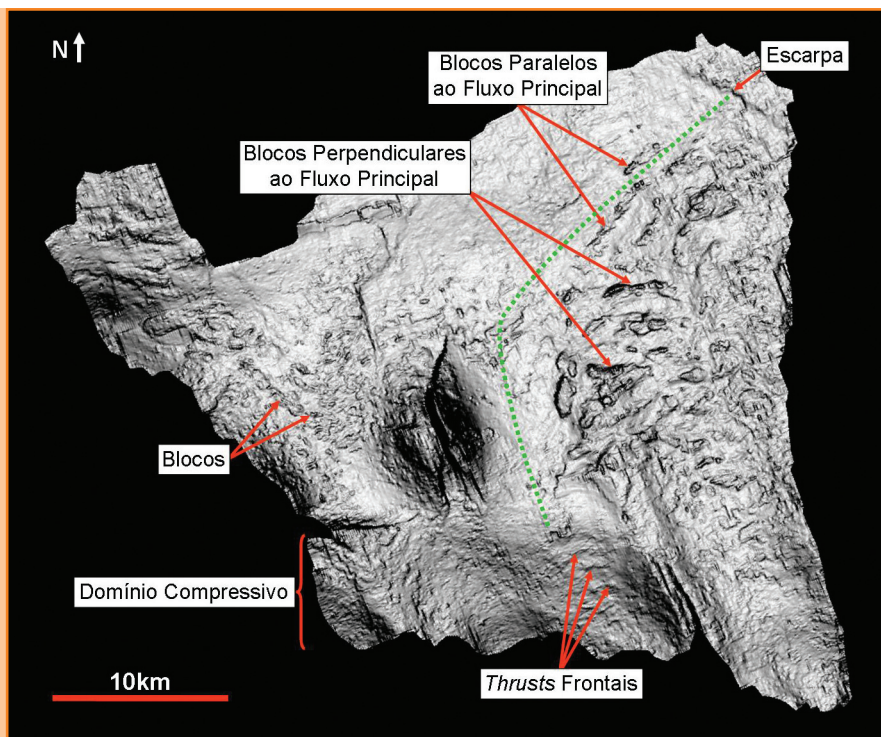 N
Escarpa
Blocos Paralelos
ao Fluxo Principal
Blocos Perpendiculares
ao Fluxo Principal
Blocos
Domínio Compressivo
Thrusts Frontais
10km